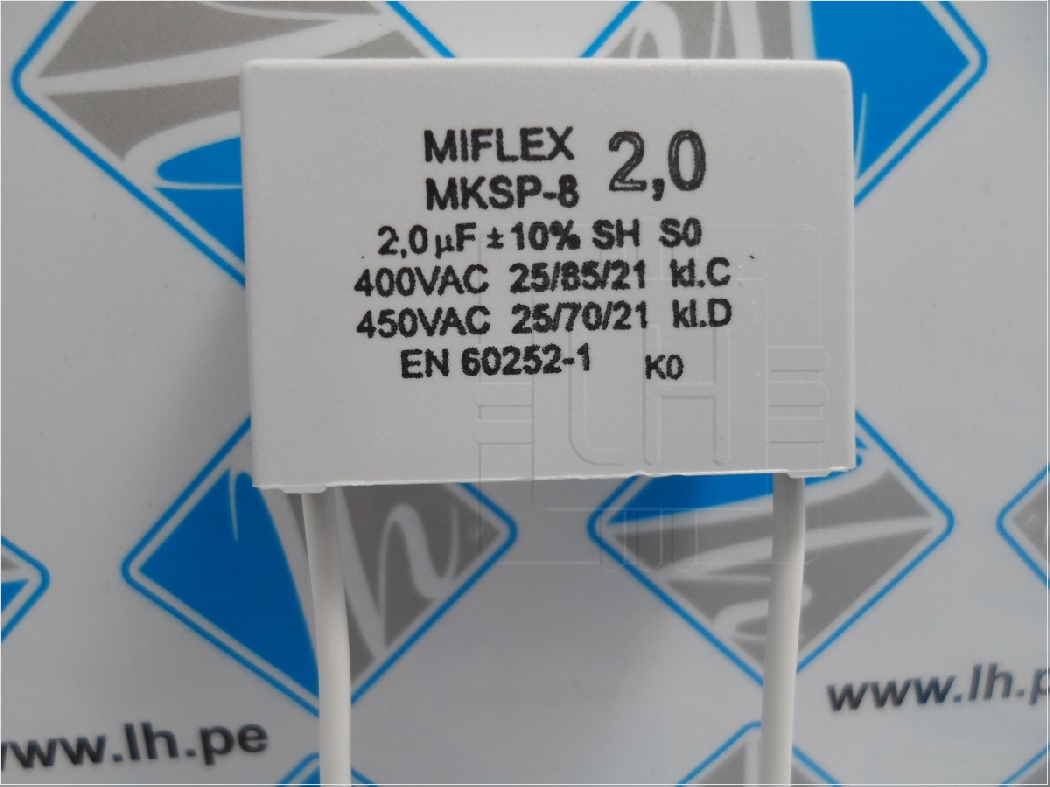 MIFLEX 2,0
MKSP-8
2,0 µF ± 10% SH S0
400VAC 25/85/21 kl.C
450VAC 25/70/21 kl.D
EN 60252-1 K0
www.lh.p
www.lh.pe